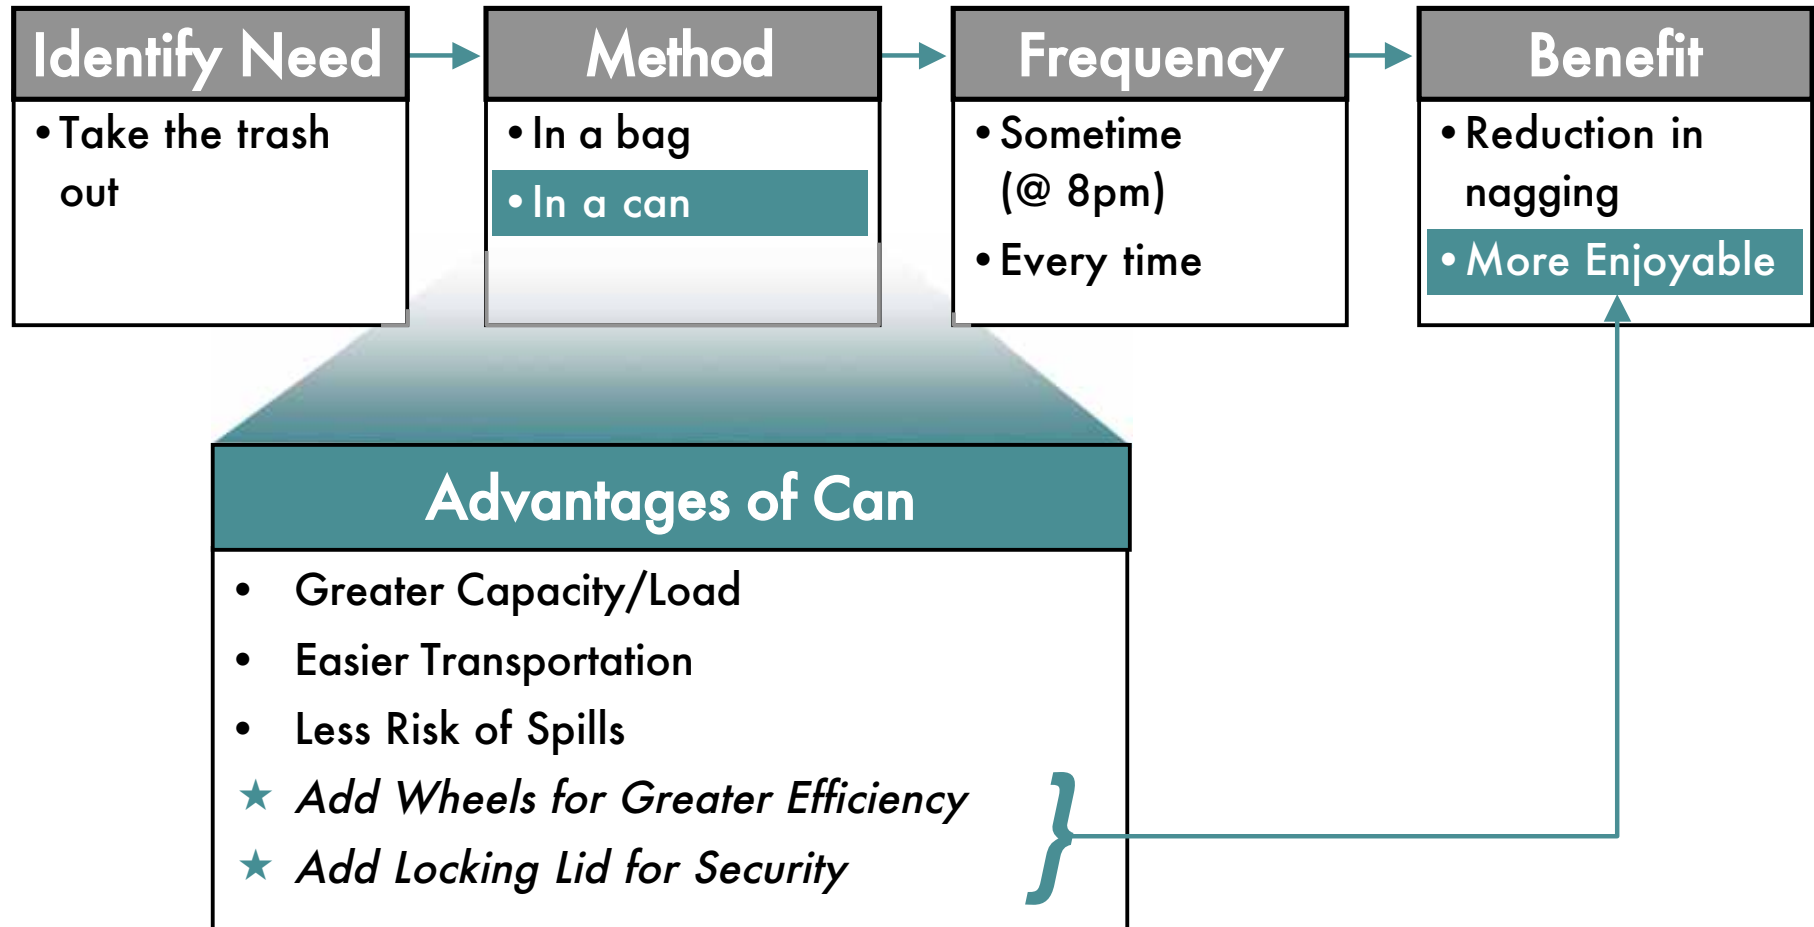 Identify Need
• Take the trash
out
Method
• In a bag
• In a can
Frequency
• Sometime
(@ 8pm)
• Every time
Benefit
• Reduction in
nagging
• More Enjoyable
Advantages of Can
• Greater Capacity/Load
• Easier Transportation
• Less Risk of Spills
★ Add Wheels for Greater Efficiency
★ Add Locking Lid for Security